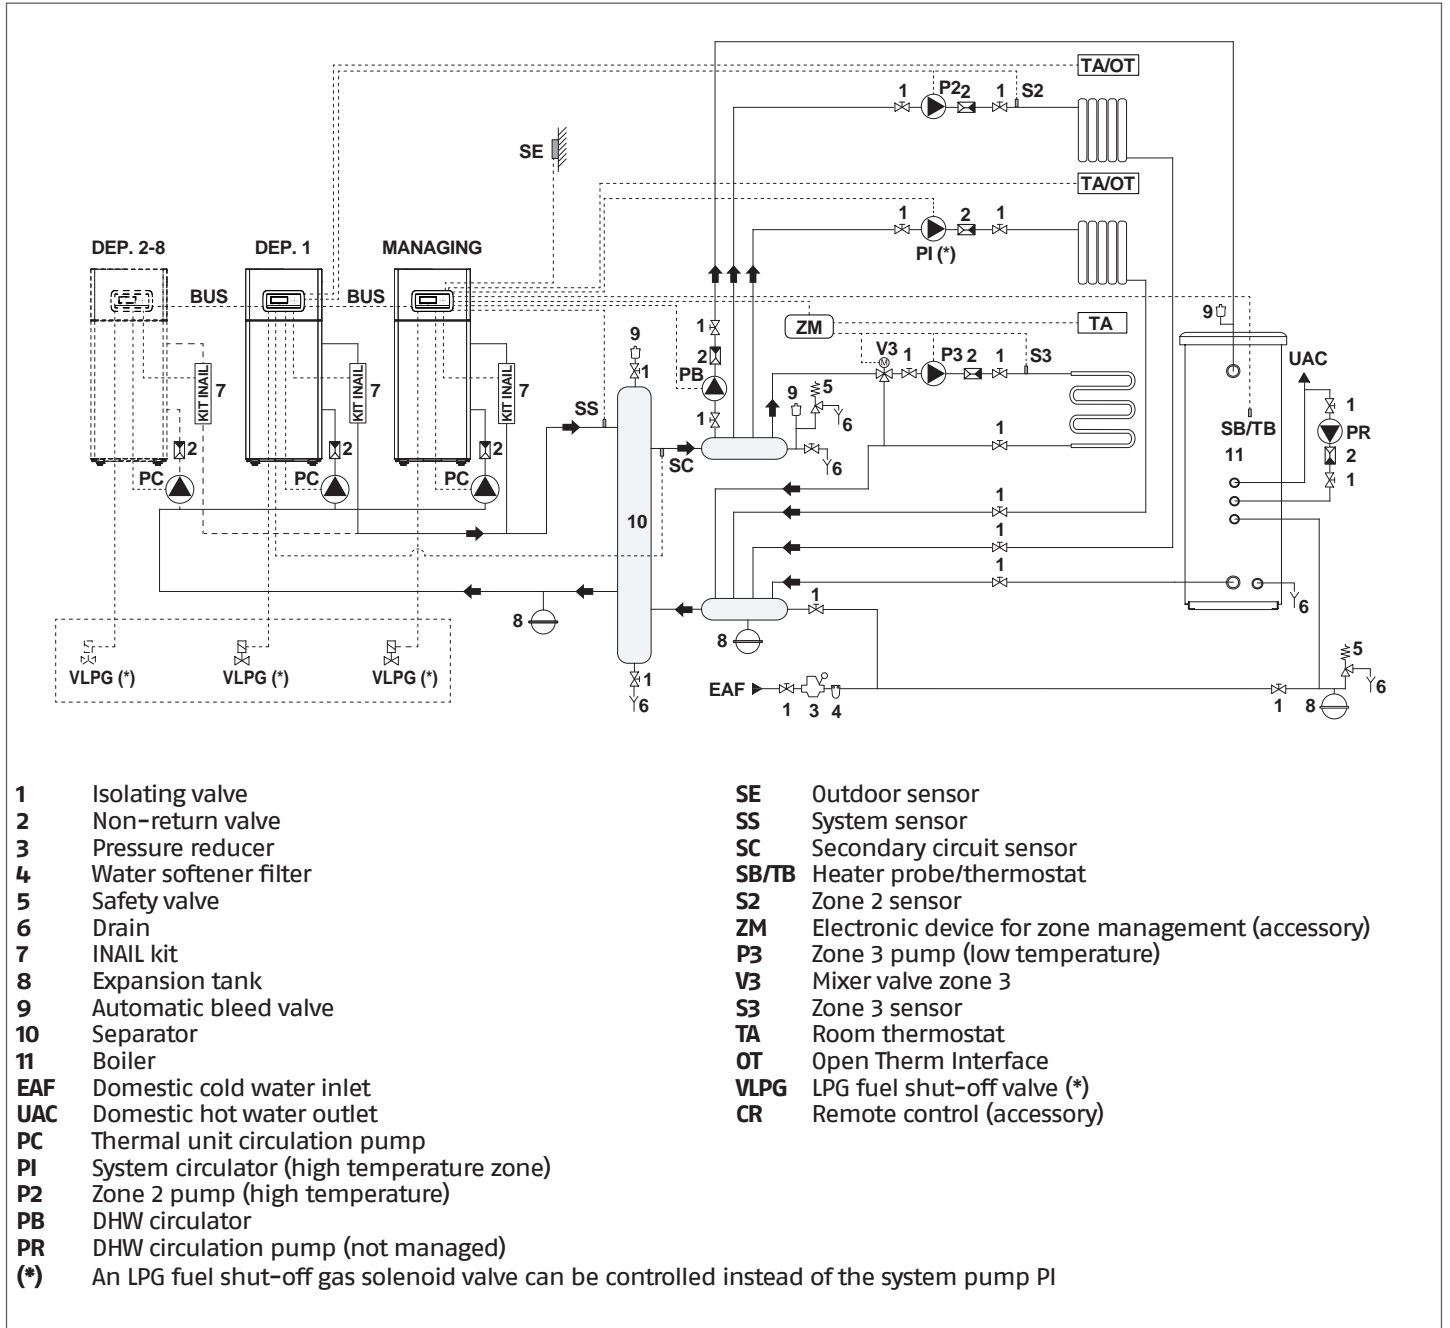 TA/OT
1 P2 2 1 S2
SE
TA/OT
1 2 1
PI (*)
DEP. 2-8 DEP. 1 MANAGING
BUS BUS
1
ZM
TA
9
9
UAC
V3 1 P3 2 1 S3
2
PB
1
5
9
KIT INAIL 7 KIT INAIL 7 KIT INAIL 7
SS
1
6
1
1
PR
SB/TB
11
2
1
2 2 2
PC PC PC
SC
6
1
10
1
1
1
8
8
6
VLPG (*) VLPG (*) VLPG (*)
1
6
EAF
1 3 4
1 8
5
6
1 Isolating valve
2 Non-return valve
3 Pressure reducer
4 Water softener filter
5 Safety valve
6 Drain
7 INAIL kit
8 Expansion tank
9 Automatic bleed valve
10 Separator
11 Boiler
EAF Domestic cold water inlet
UAC Domestic hot water outlet
PC Thermal unit circulation pump
PI System circulator (high temperature zone)
P2 Zone 2 pump (high temperature)
PB DHW circulator
PR DHW circulation pump (not managed)
(*) An LPG fuel shut-off gas solenoid valve can be controlled instead of the system pump PI
SE Outdoor sensor
SS System sensor
SC Secondary circuit sensor
SB/TB Heater probe/thermostat
S2 Zone 2 sensor
ZM Electronic device for zone management (accessory)
P3 Zone 3 pump (low temperature)
V3 Mixer valve zone 3
S3 Zone 3 sensor
TA Room thermostat
OT Open Therm Interface
VLPG LPG fuel shut-off valve (*)
CR Remote control (accessory)